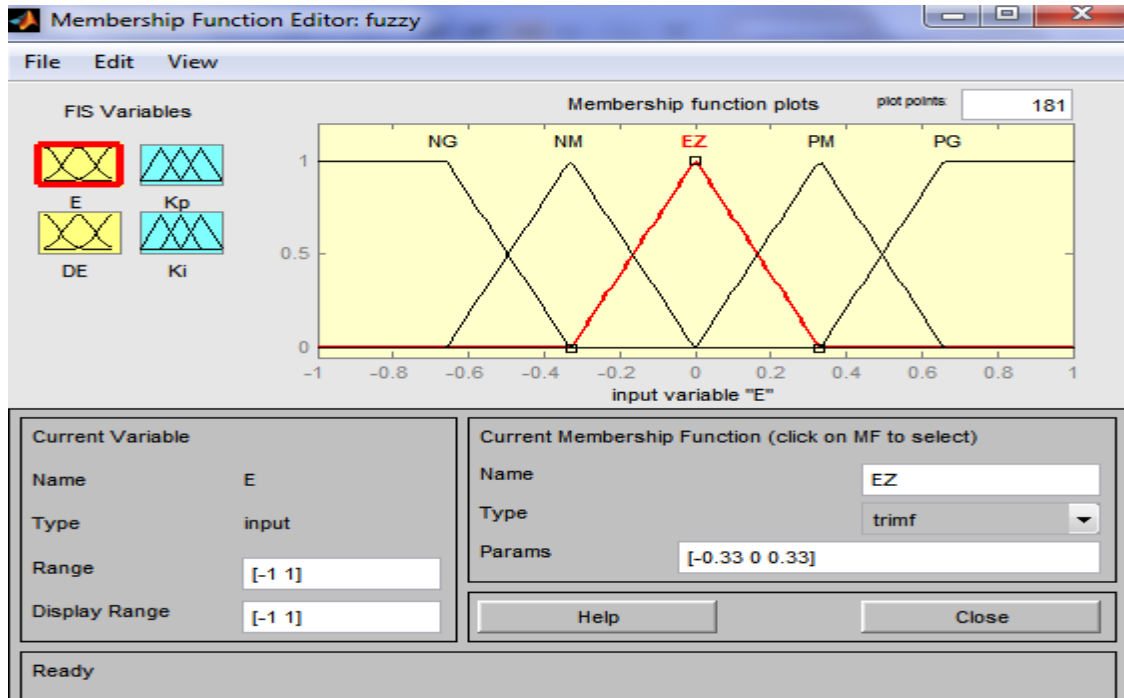 Membership Function Editor: fuzzy
File Edit View
FIS Variables
Membership function plots
plot points:
181
E
Kp
DE
Ki
NG NM EZ PM PG
1
0.5
0
-1 -0.8 -0.6 -0.4 -0.2 0 0.2 0.4 0.6 0.8 1
input variable "E"
Current Variable
Name E
Type input
Range [-1 1]
Display Range [-1 1]
Current Membership Function (click on MF to select)
Name EZ
Type trimf
Params [-0.33 0 0.33]
Help Close
Ready